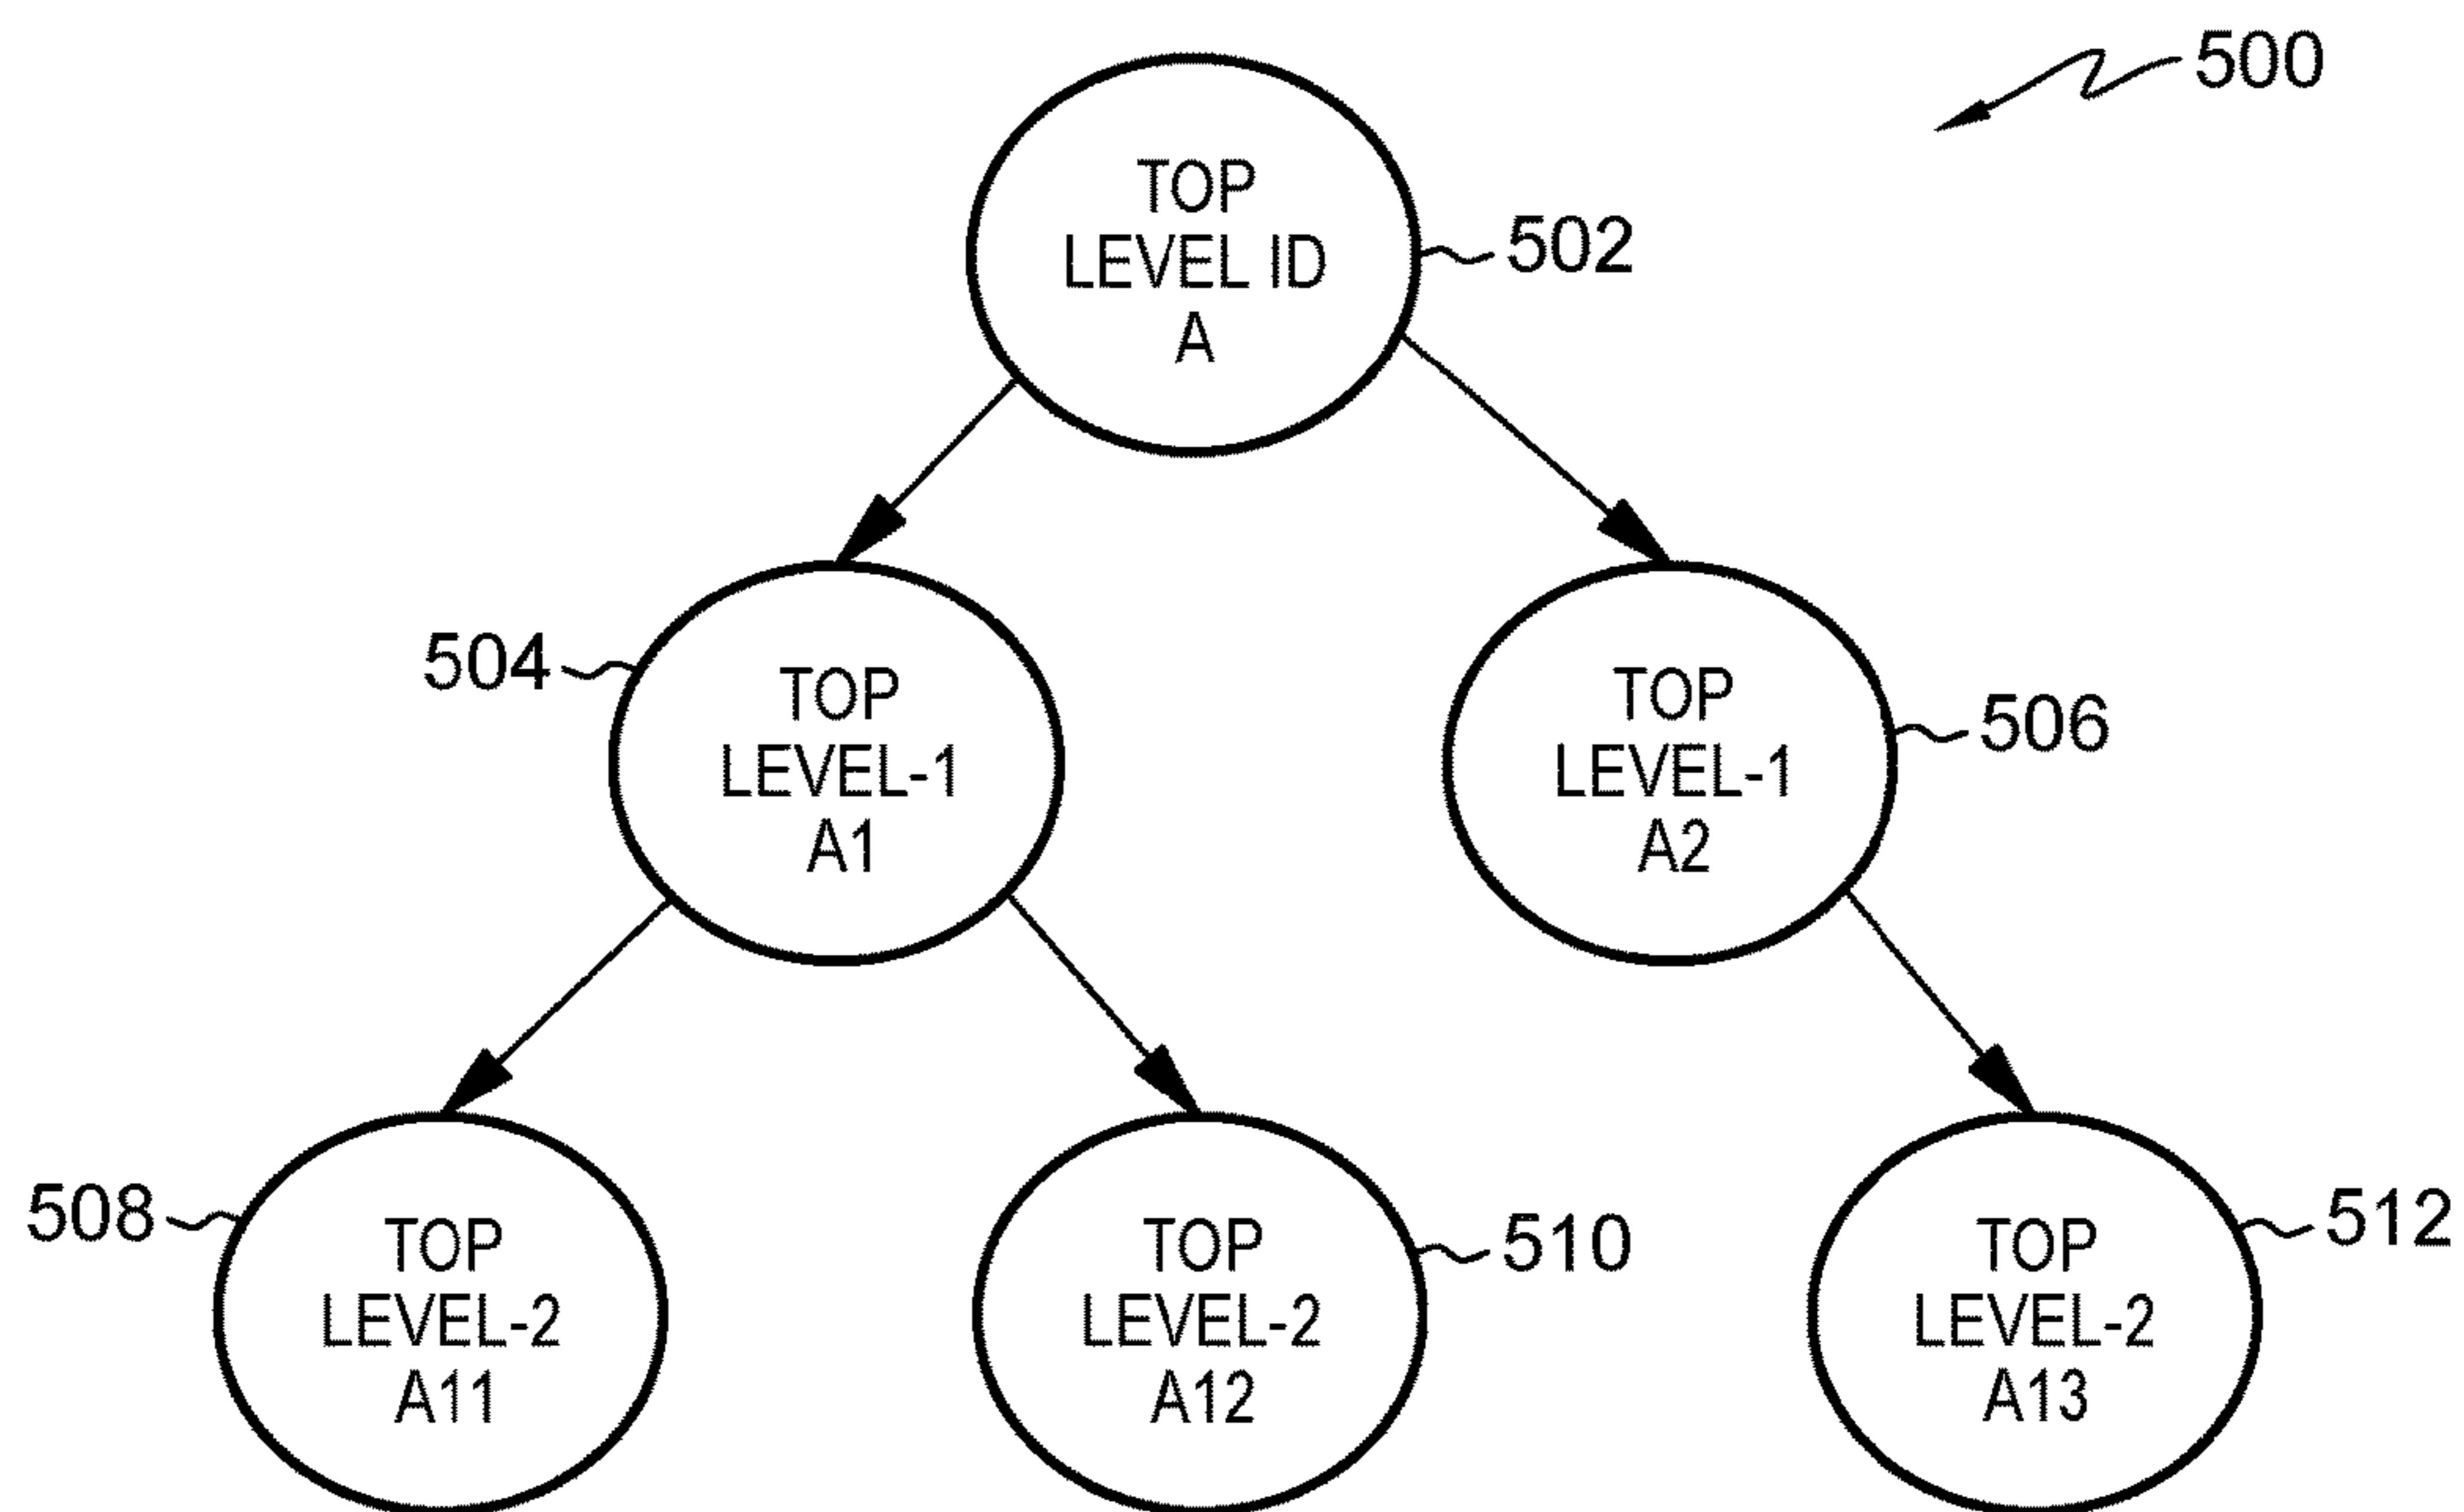 500
TOP
LEVEL ID
A
502
504
TOP
LEVEL-1
A1
TOP
LEVEL-1
A2
506
508
TOP
LEVEL-2
A11
TOP
LEVEL-2
A12
510
TOP
LEVEL-2
A13
512